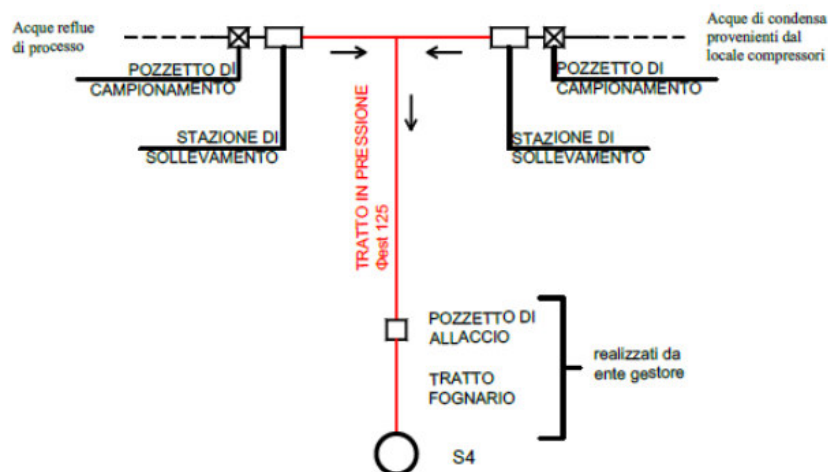 Acque reflue
di processo
POZZETTO DI
CAMPIONAMENTO
STAZIONE DI
SOLLEVAMENTO
Acque di condensa
provenienti dal
locale compressori
POZZETTO DI
CAMPIONAMENTO
STAZIONE DI
SOLLEVAMENTO
TRATTO IN PRESSIONE
Φest 125
POZZETTO DI
ALLACCIO
TRATTO
FOGNARIO
realizzati da
ente gestore
S4